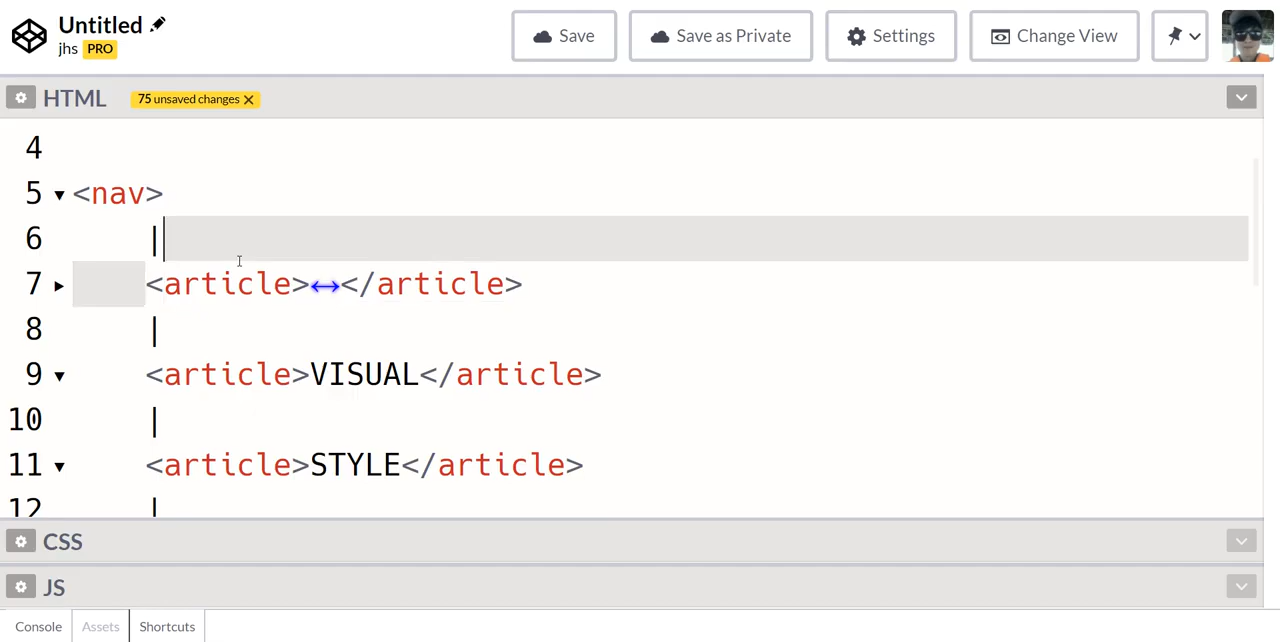 Untitled
jhs PRO
Save
Save as Private
Settings
Change View
HTML 75 unsaved changes ×
4
5 <nav>
6 |
7 <article>↔</article>
8 |
9 <article>VISUAL</article>
10 |
11 <article>STYLE</article>
12 |
CSS
JS
Console Assets Shortcuts